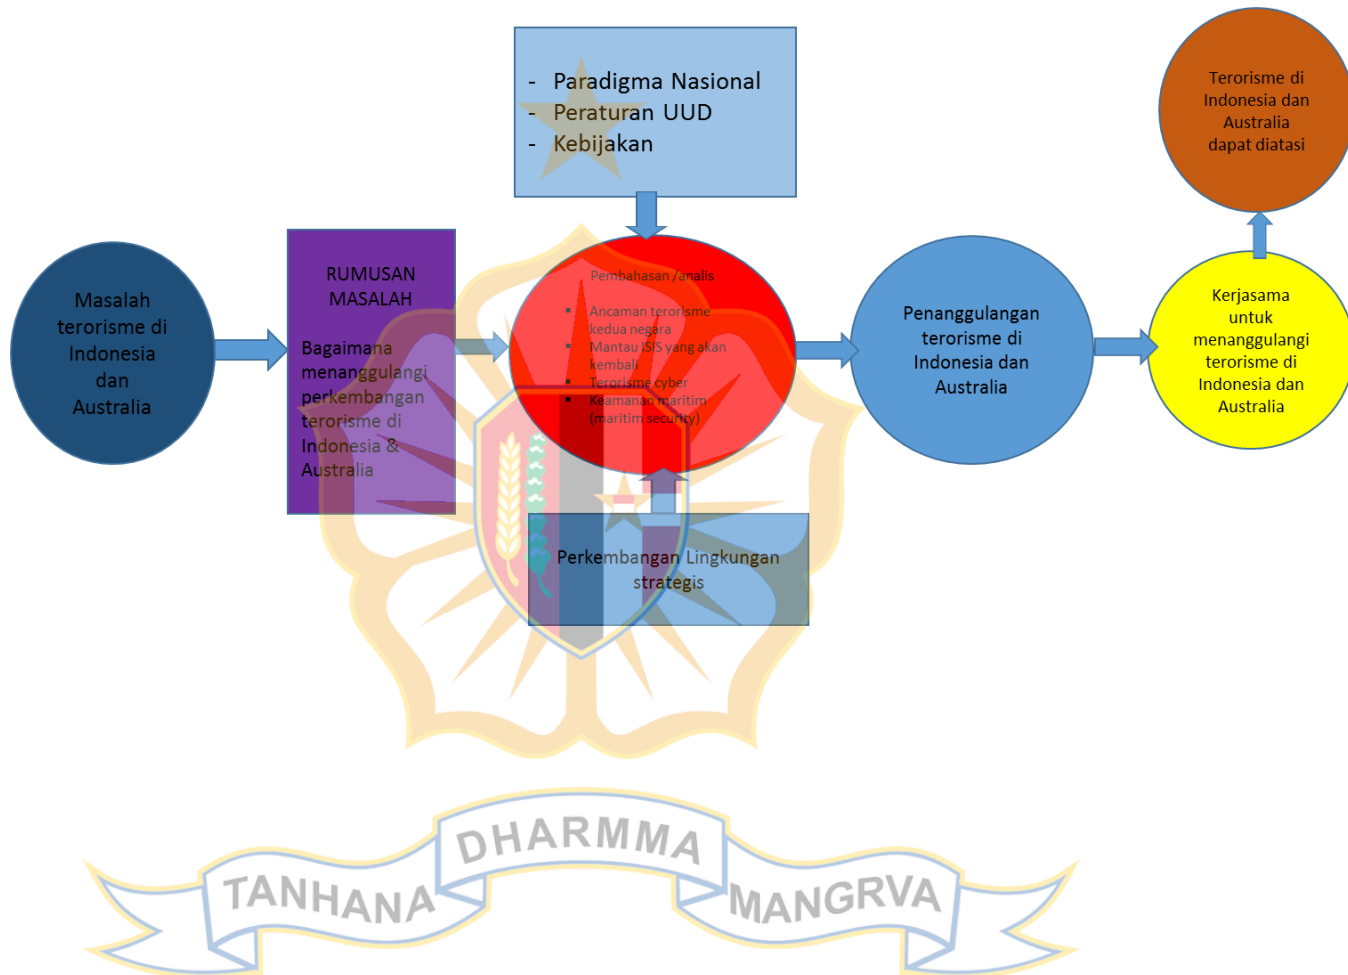 - Paradigma Nasional
- Peraturan UUD
- Kebijakan
Terorisme di
Indonesia dan
Australia
dapat diatasi
Masalah
terorisme di
Indonesia
dan
Australia
RUMUSAN
MASALAH
Bagaimana
menanggulangi
perkembangan
terorisme di
Indonesia &
Australia
Pembahasan /analis
▪ Ancaman terorisme
kedua negara
▪ Mantau ISIS yang akan
kembali
▪ Terorisme cyber
▪ Keamanan maritim
(maritim security)
Penanggulangan
terorisme di
Indonesia dan
Australia
Kerjasama
untuk
menanggulangi
terorisme di
Indonesia dan
Australia
Perkembangan Lingkungan
strategis
TANHANA DHARMMA MANGRVA